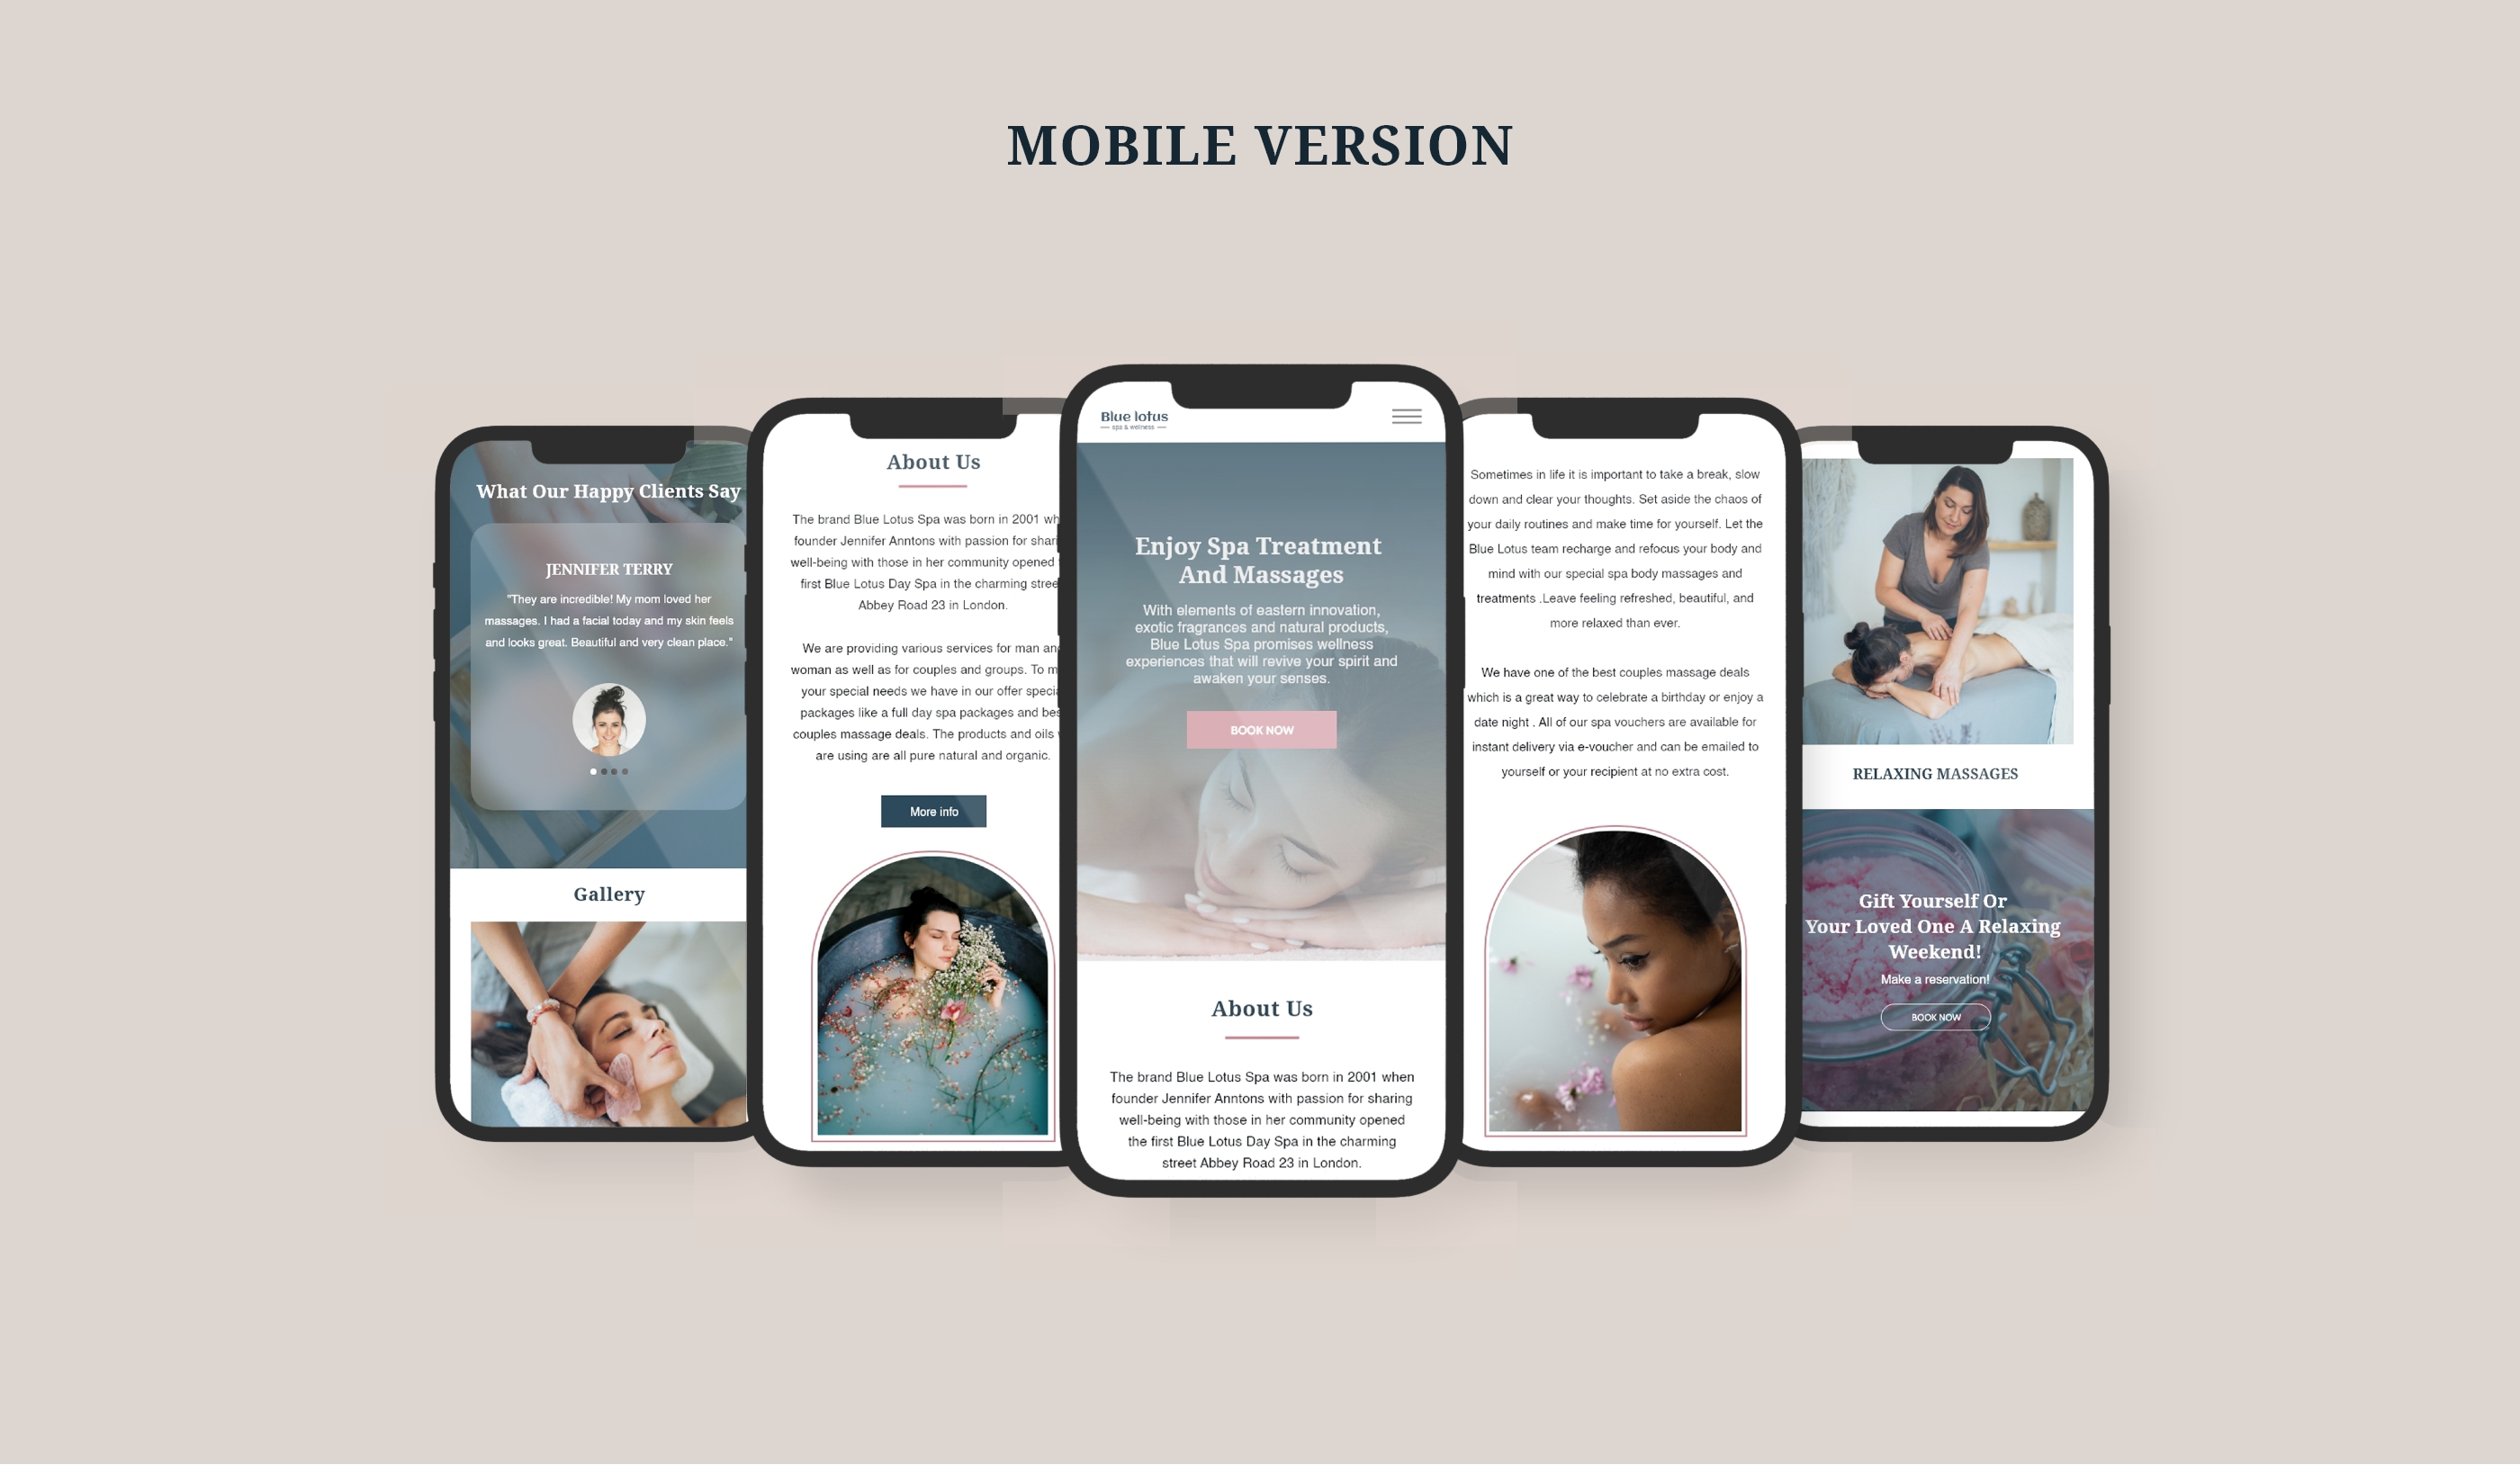 MOBILE VERSION
What Our Happy Clients Say
JENNIFER TERRY
"They are incredible! My mom loved her
massages. I had a facial today and my skin feels
and looks great. Beautiful and very clean place."
Gallery
About Us
The brand Blue Lotus Spa was born in 2001 wh
founder Jennifer Anntons with passion for shari
well-being with those in her community opened
first Blue Lotus Day Spa in the charming stree
Abbey Road 23 in London.
We are providing various services for man an
woman as well as for couples and groups. To m
your special needs we have in our offer specia
packages like a full day spa packages and bes
couples massage deals. The products and oils
are using are all pure natural and organic.
More info
Blue lotus
spa & wellness
Enjoy Spa Treatment
And Massages
With elements of eastern innovation,
exotic fragrances and natural products,
Blue Lotus Spa promises wellness
experiences that will revive your spirit and
awaken your senses.
BOOK NOW
About Us
The brand Blue Lotus Spa was born in 2001 when
founder Jennifer Anntons with passion for sharing
well-being with those in her community opened
the first Blue Lotus Day Spa in the charming
street Abbey Road 23 in London.
Sometimes in life it is important to take a break, slow
down and clear your thoughts. Set aside the chaos of
your daily routines and make time for yourself. Let the
Blue Lotus team recharge and refocus your body and
mind with our special spa body massages and
treatments .Leave feeling refreshed, beautiful, and
more relaxed than ever.
We have one of the best couples massage deals
which is a great way to celebrate a birthday or enjoy a
date night . All of our spa vouchers are available for
instant delivery via e-voucher and can be emailed to
yourself or your recipient at no extra cost.
RELAXING MASSAGES
Gift Yourself Or
Your Loved One A Relaxing
Weekend!
Make a reservation!
BOOK NOW